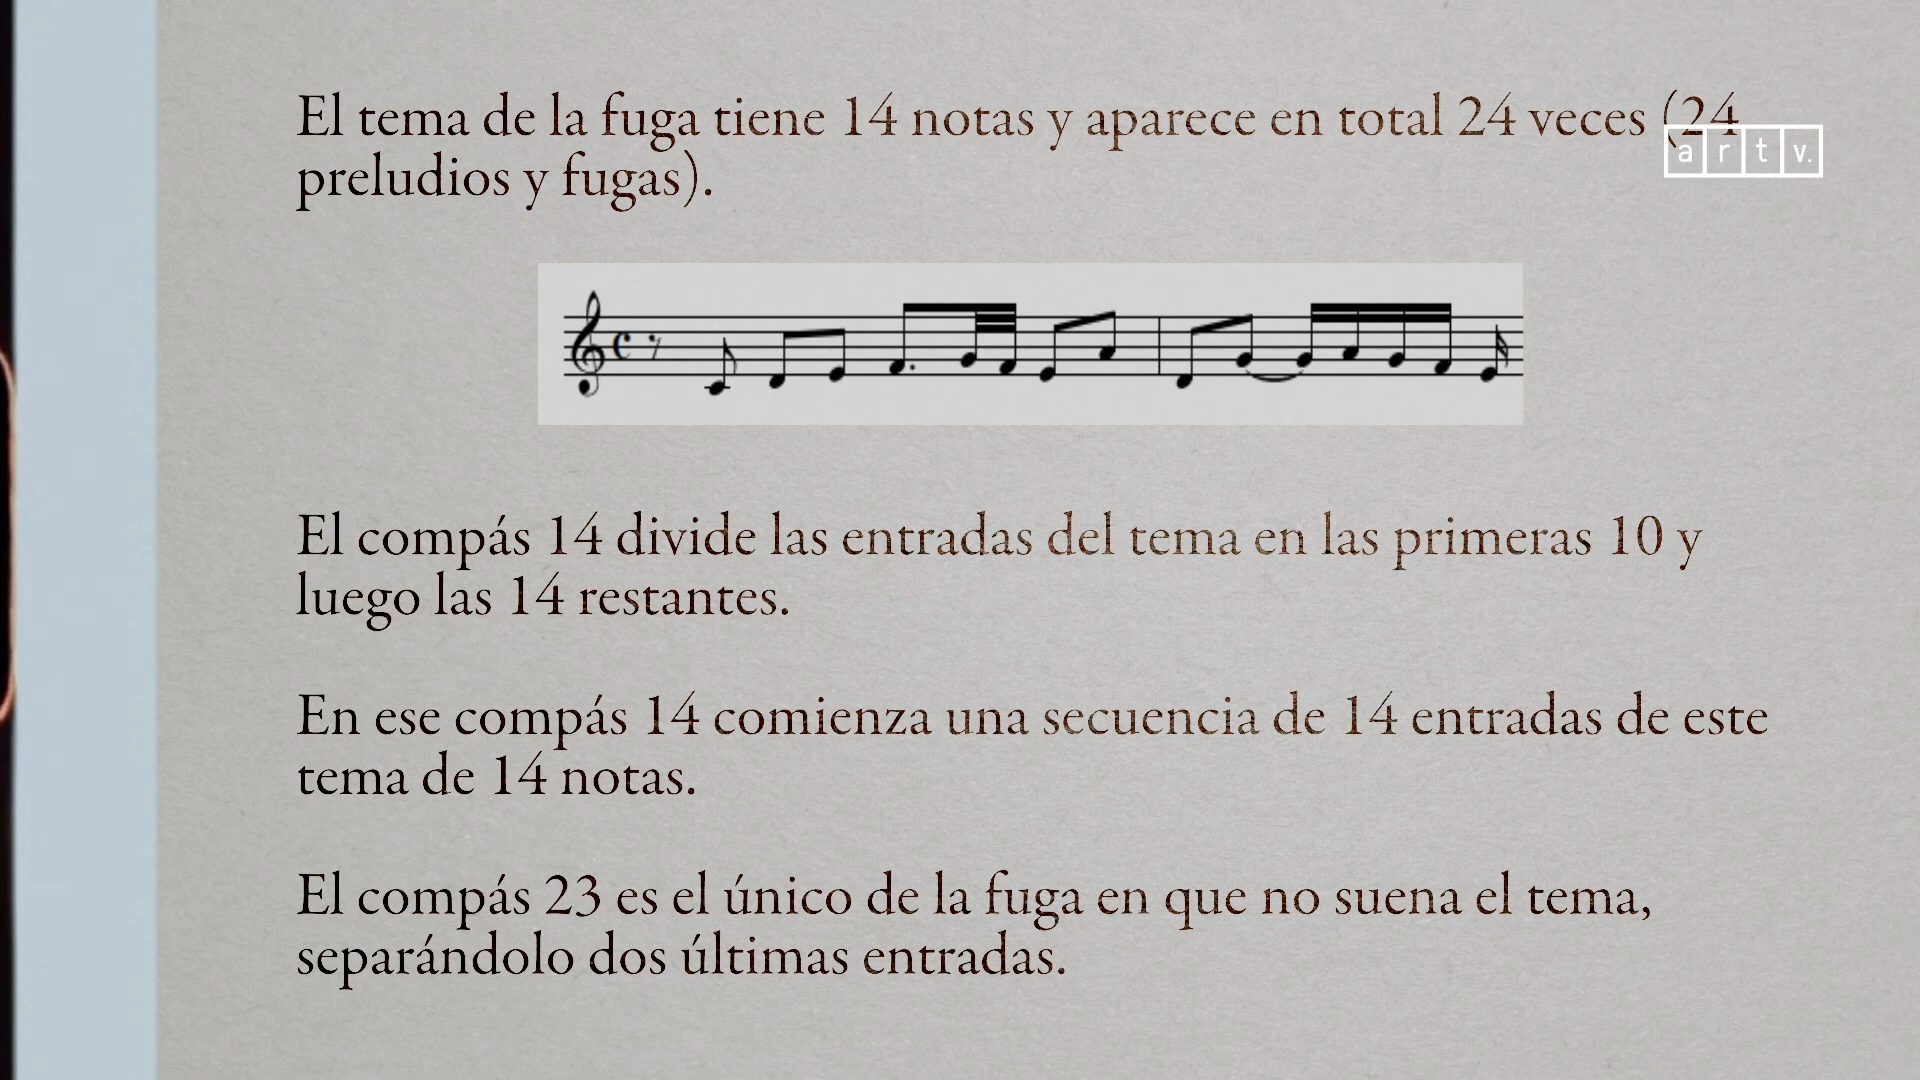 El tema de la fuga tiene 14 notas y aparece en total 24 veces (24
artv.
preludios y fugas).
El compás 14 divide las entradas del tema en las primeras 10 y
luego las 14 restantes.
En ese compás 14 comienza una secuencia de 14 entradas de este
tema de 14 notas.
El compás 23 es el único de la fuga en que no suena el tema,
separándolo dos últimas entradas.